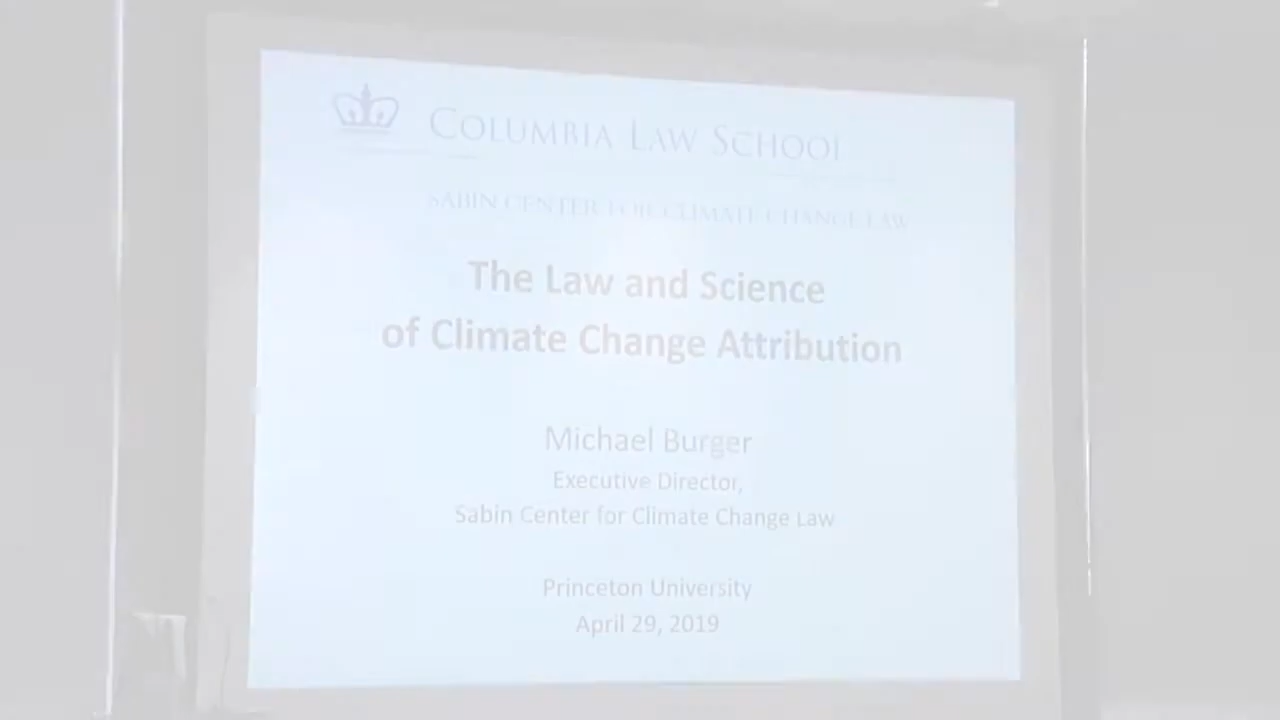 COLUMBIA LAW SCHOOL
SABIN CENTER FOR CLIMATE CHANGE LAW
The Law and Science
of Climate Change Attribution
Michael Burger
Executive Director,
Sabin Center for Climate Change Law
Princeton University
April 29, 2019